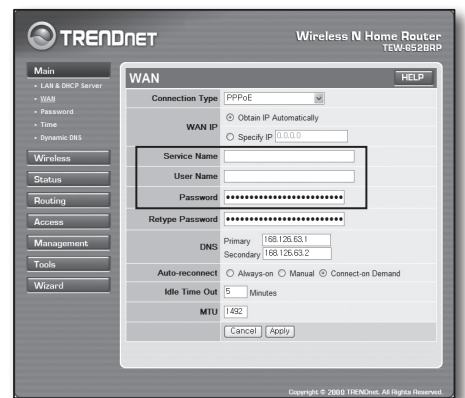 TRENDNET
Wireless N Home Router
TEW-652BRP
Main
LAN & DHCP Server
WAN
Password
Time
Dynamic DNS
Wireless
Status
Routing
Access
Management
Tools
Wizard
WAN
HELP
Connection Type PPPoE
WAN IP Obtain IP Automatically
Specify IP 0.0.0.0
Service Name
User Name
Password ●●●●●●●●●●●●●●●●●●●●●●●●
Retype Password ●●●●●●●●●●●●●●●●●●●●●●●●
DNS Primary 168.126.63.1
Secondary 168.126.63.2
Auto-reconnect Always-on Manual Connect-on Demand
Idle Time Out 5 Minutes
MTU 1492
Cancel Apply
Copyright © TRENDnet. All Rights Reserved.